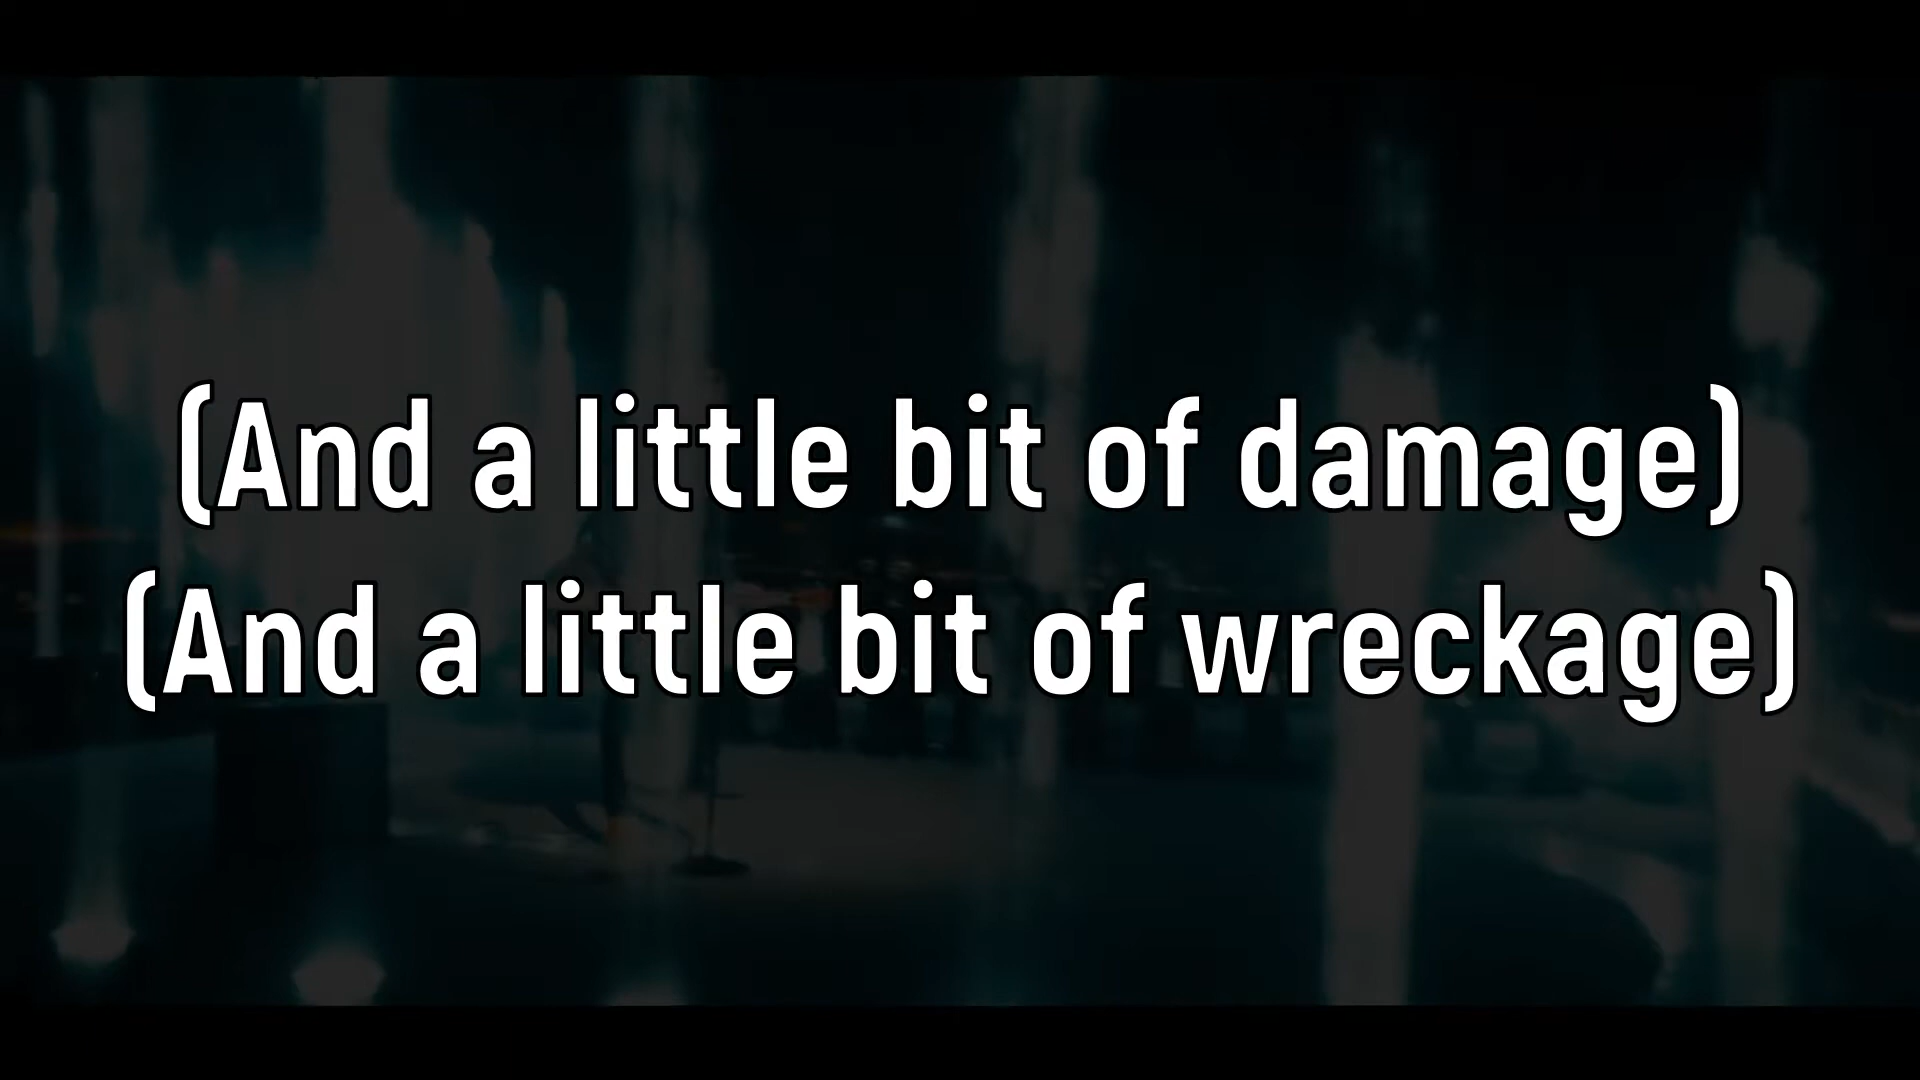 (And a little bit of damage)
(And a little bit of wreckage)